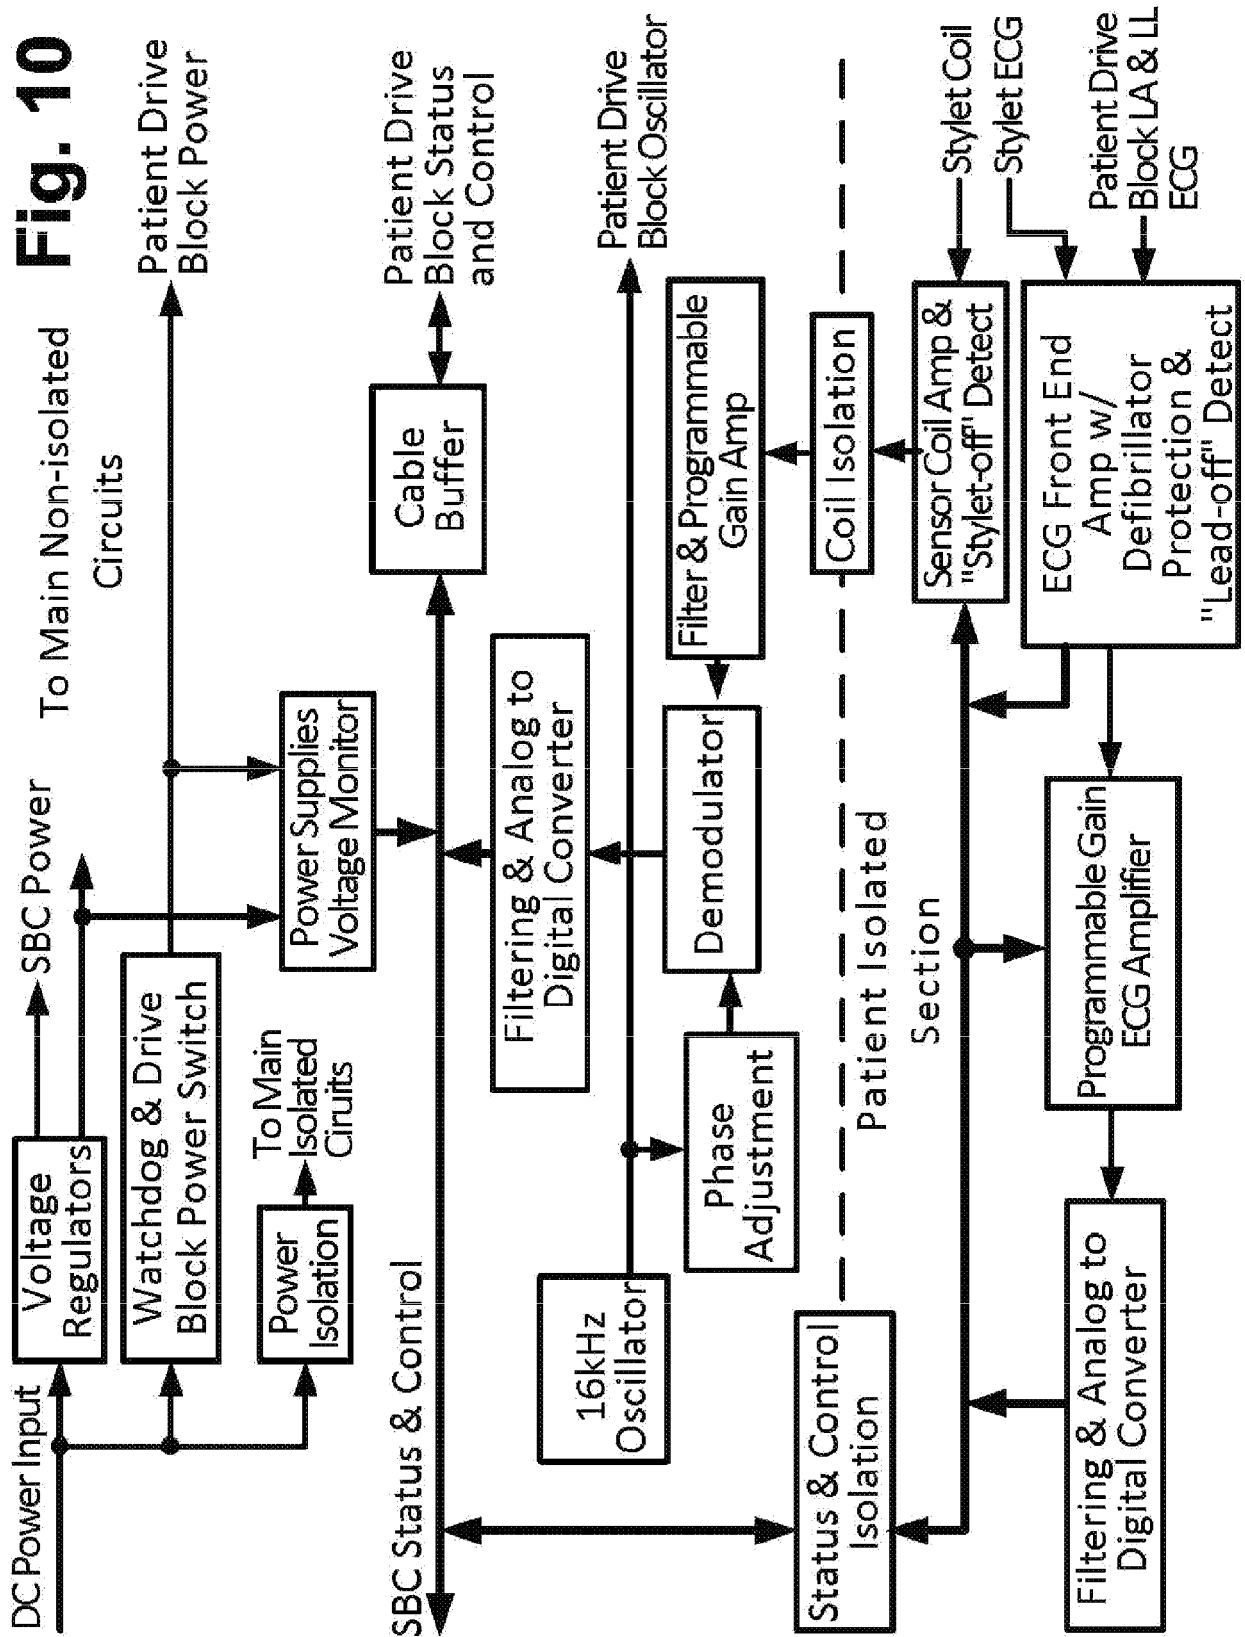 Fig. 10
DC Power Input
Voltage
Regulators
SBC Power
To Main Non-isolated
Circuits
Watchdog & Drive
Block Power Switch
Patient Drive
Block Power
Power
Isolation
To Main
Isolated
Ciruits
Power Supplies
Voltage Monitor
SBC Status & Control
Cable
Buffer
Patient Drive
Block Status
and Control
Filtering & Analog to
Digital Converter
16kHz
Oscillator
Patient Drive
Block Oscillator
Phase
Adjustment
Demodulator
Filter & Programmable
Gain Amp
Status & Control
Isolation
Coil Isolation
Patient Isolated
Section
Sensor Coil Amp &
"Stylet-off" Detect
Stylet Coil
Stylet ECG
Filtering & Analog to
Digital Converter
Programmable Gain
ECG Amplifier
ECG Front End
Amp w/
Defibrillator
Protection &
"Lead-off" Detect
Patient Drive
Block LA & LL
ECG